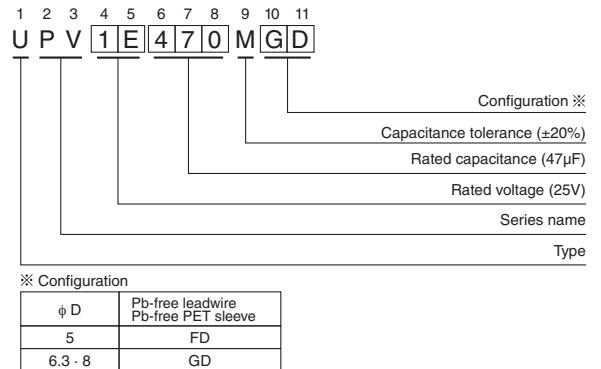 1 2 3 4 5 6 7 8 9 10 11
U P V 1 E 4 7 0 M G D
Configuration ※
Capacitance tolerance (±20%)
Rated capacitance (47µF)
Rated voltage (25V)
Series name
Type
※ Configuration
ϕ D
Pb-free leadwire
Pb-free PET sleeve
5 FD
6.3 · 8 GD